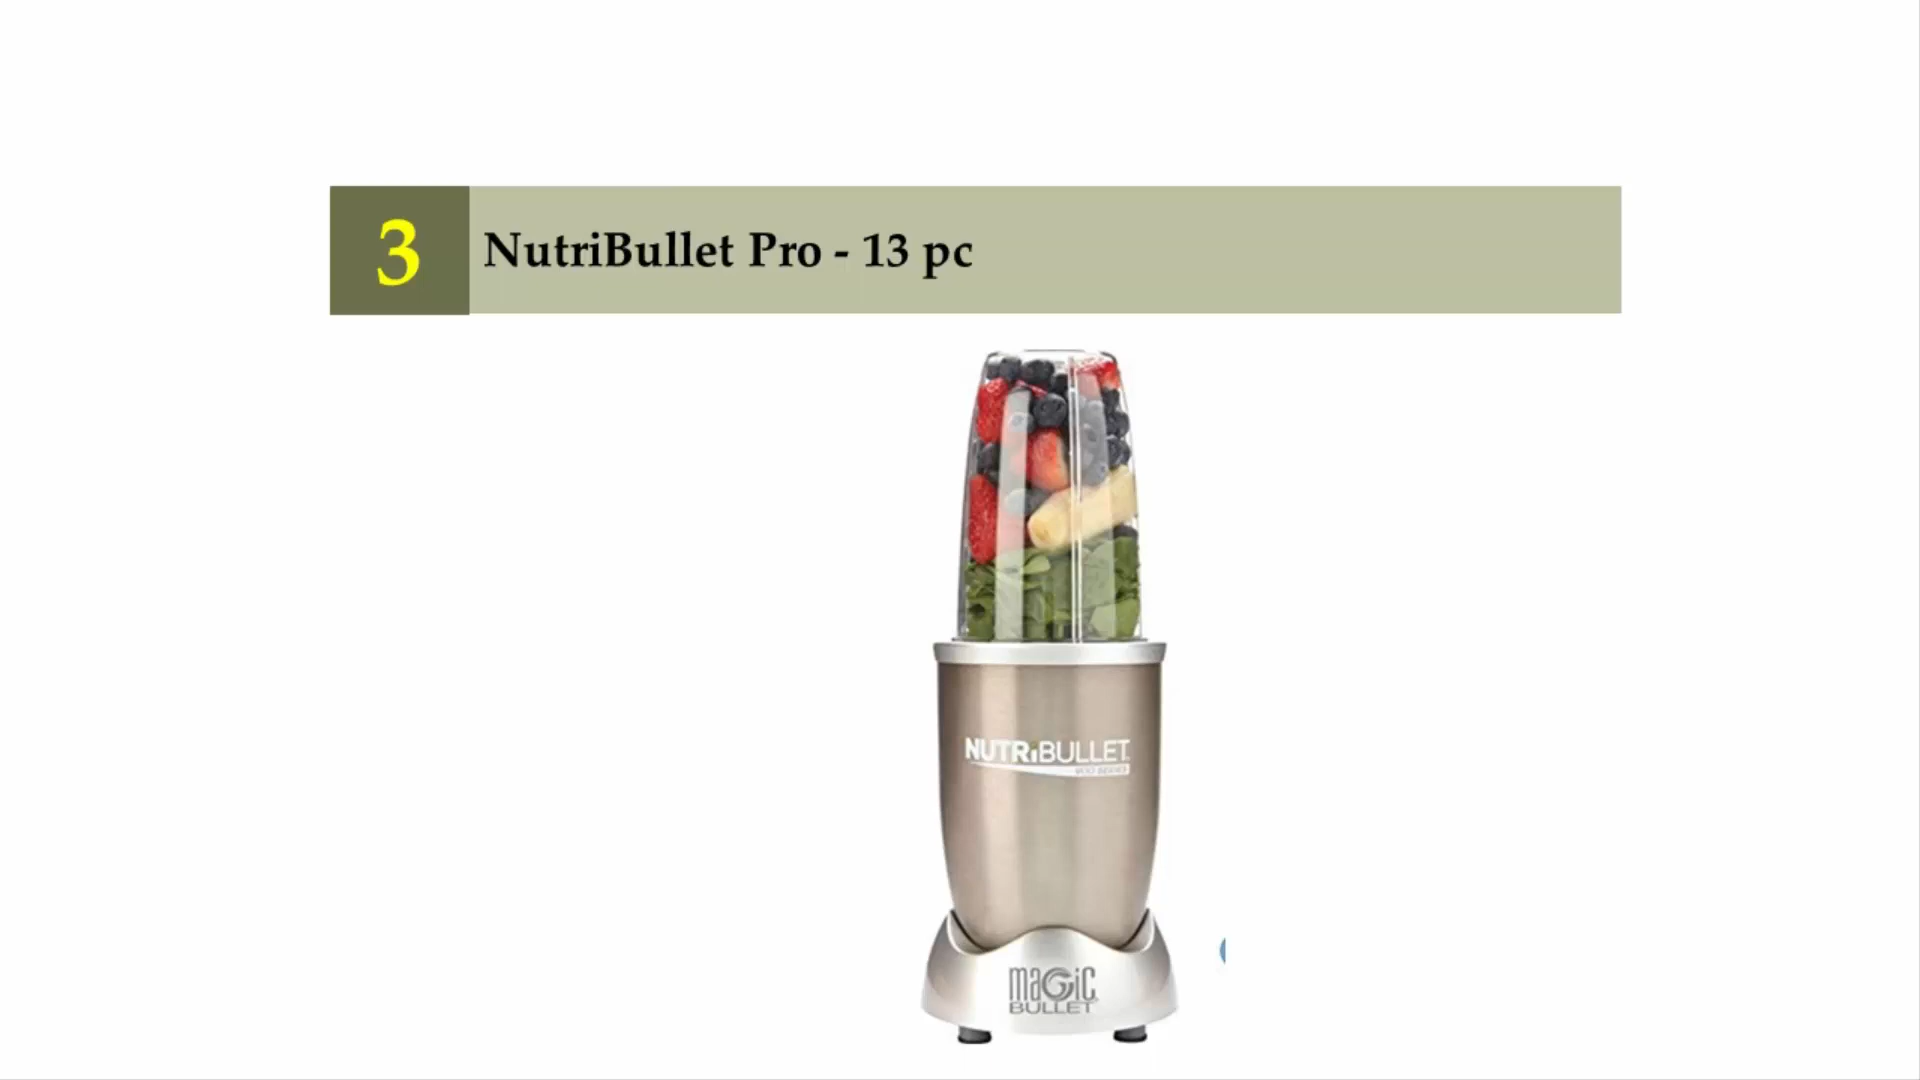 3
NutriBullet Pro - 13 pc
NUTRiBULLET
maGic
BULLET